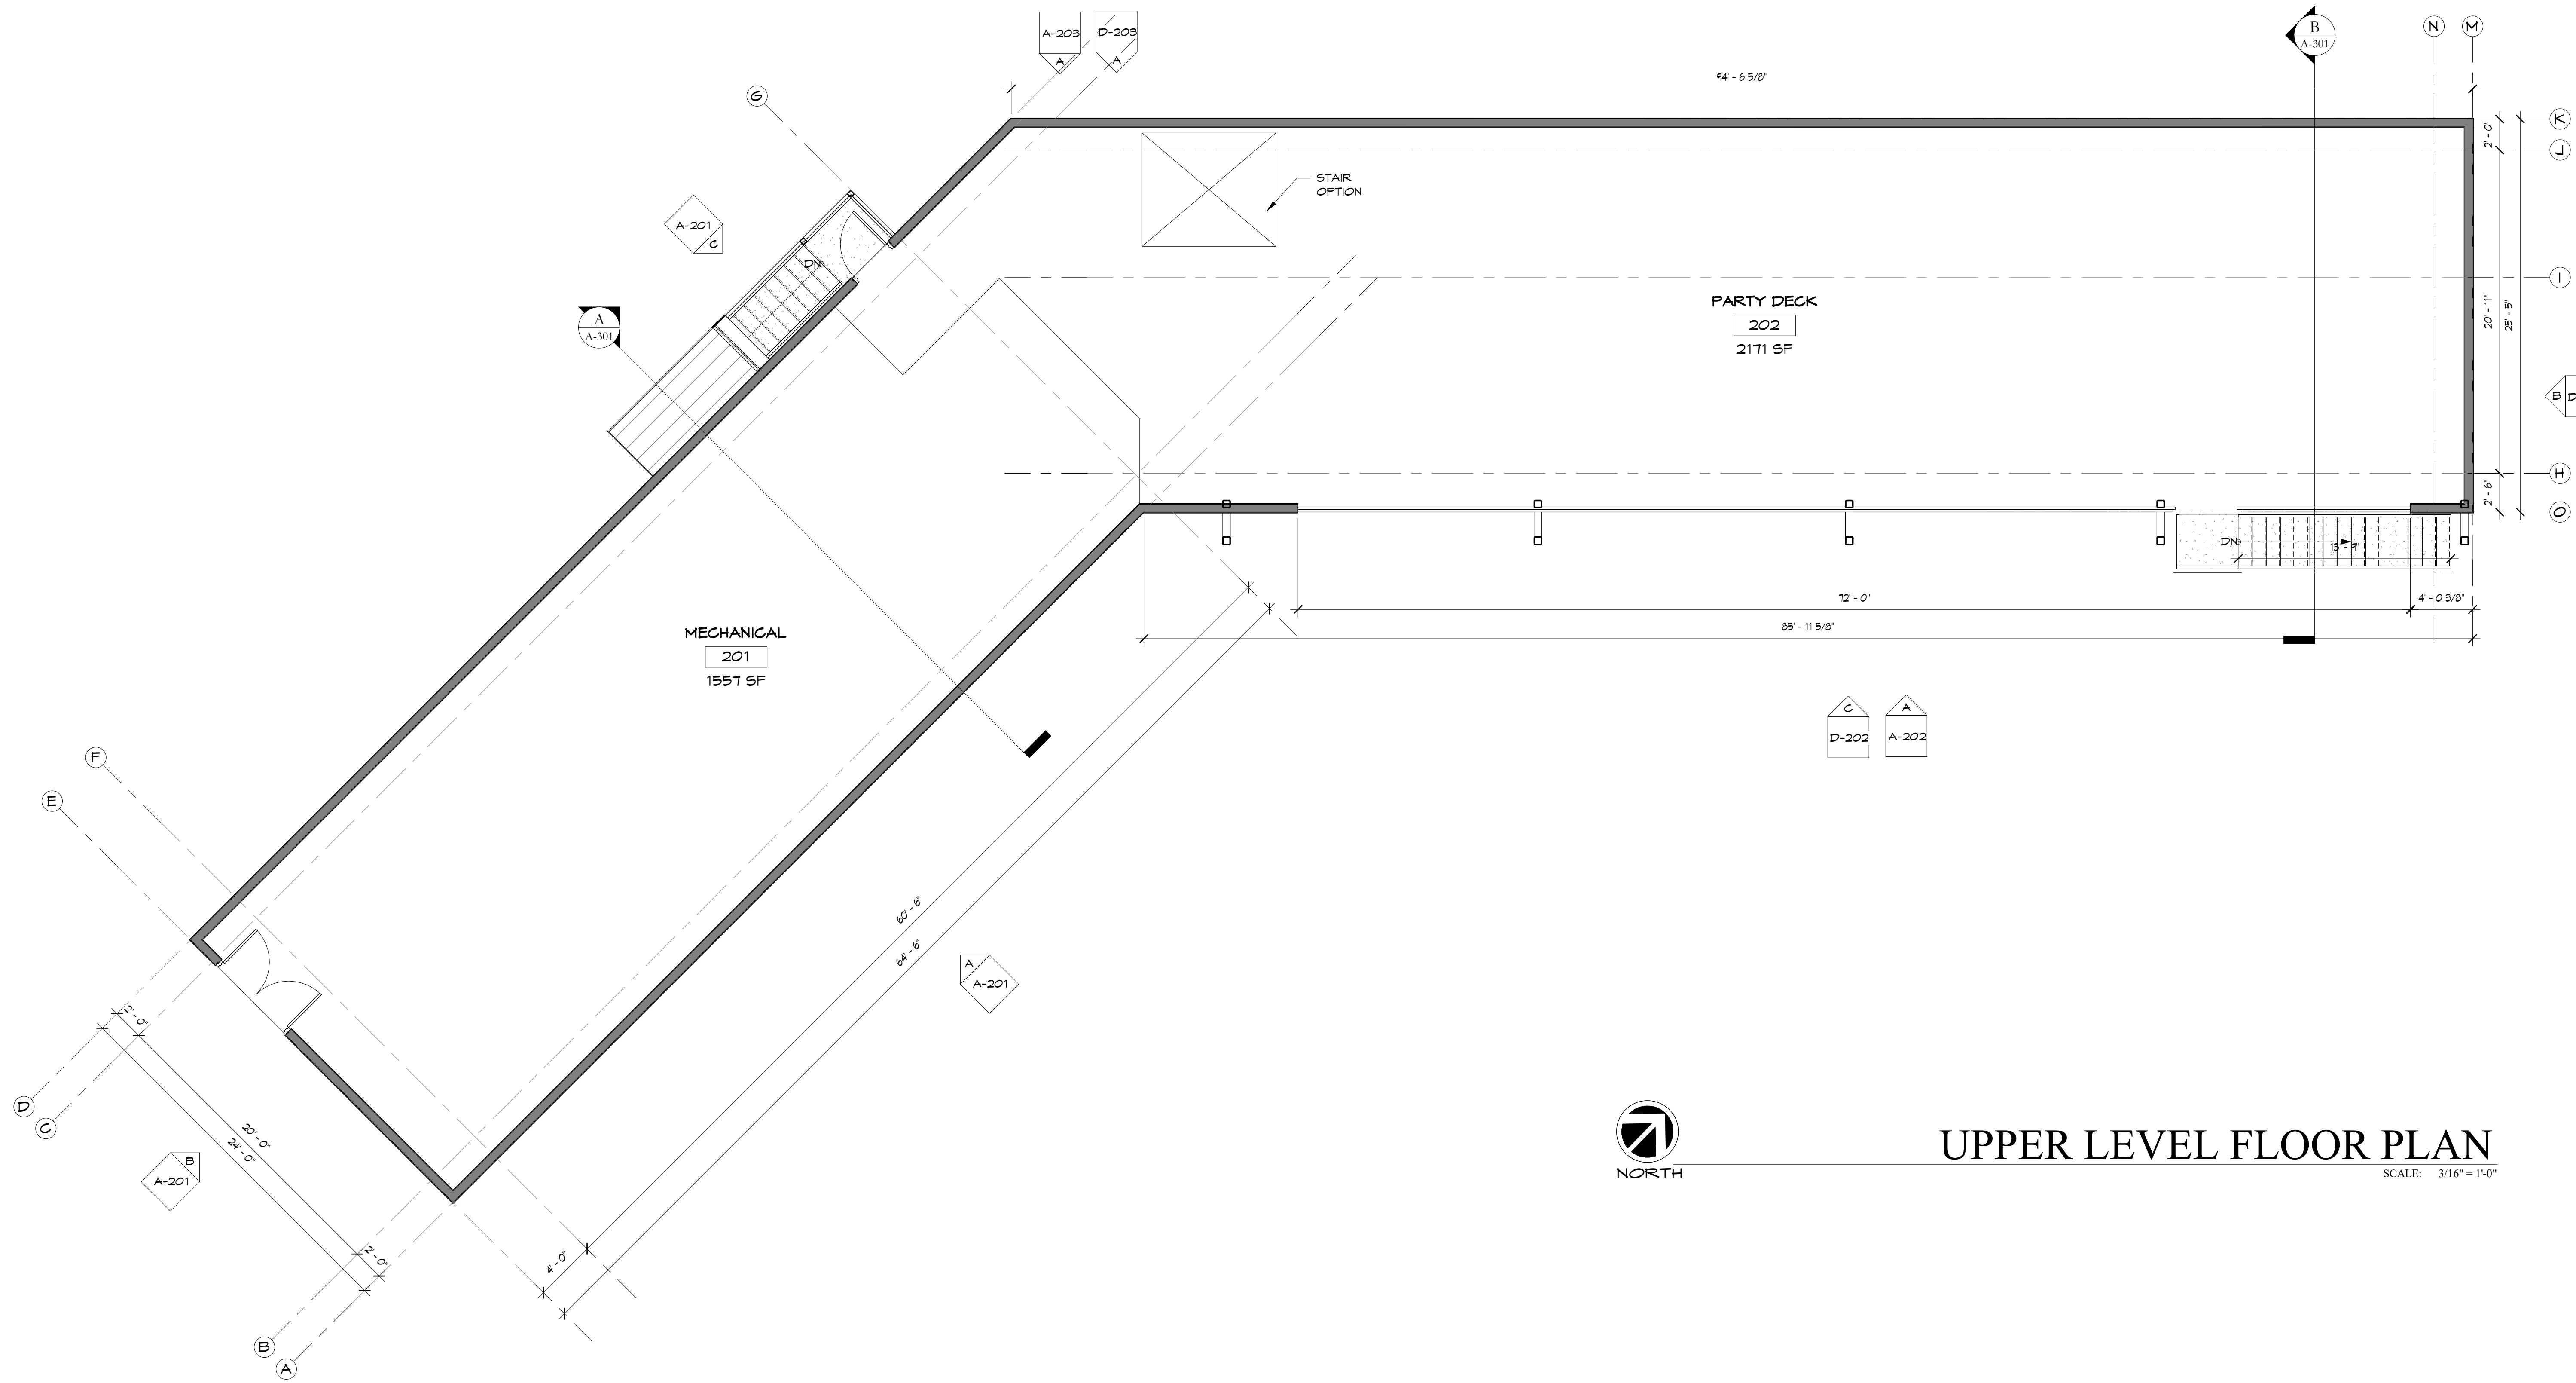 A-203
A
D-203
A
B
A-301
N
M
94' - 6 5/8"
G
K
2' - 0"
J
STAIR
OPTION
A-201
C
DN
I
A
A-301
PARTY DECK
202
2171 SF
20' - 11"
25' - 5"
B
D
H
2' - 6"
O
DN
72' - 0"
4' - 0 3/8"
85' - 11 5/8"
MECHANICAL
201
1557 SF
C
D-202
A
A-202
F
E
60' - 6"
64' - 6"
A
A-201
2' - 0"
D
C
20' - 0"
24' - 0"
B
A-201
2' - 0"
4' - 0"
B
A
NORTH
UPPER LEVEL FLOOR PLAN
SCALE: 3/16" = 1'-0"